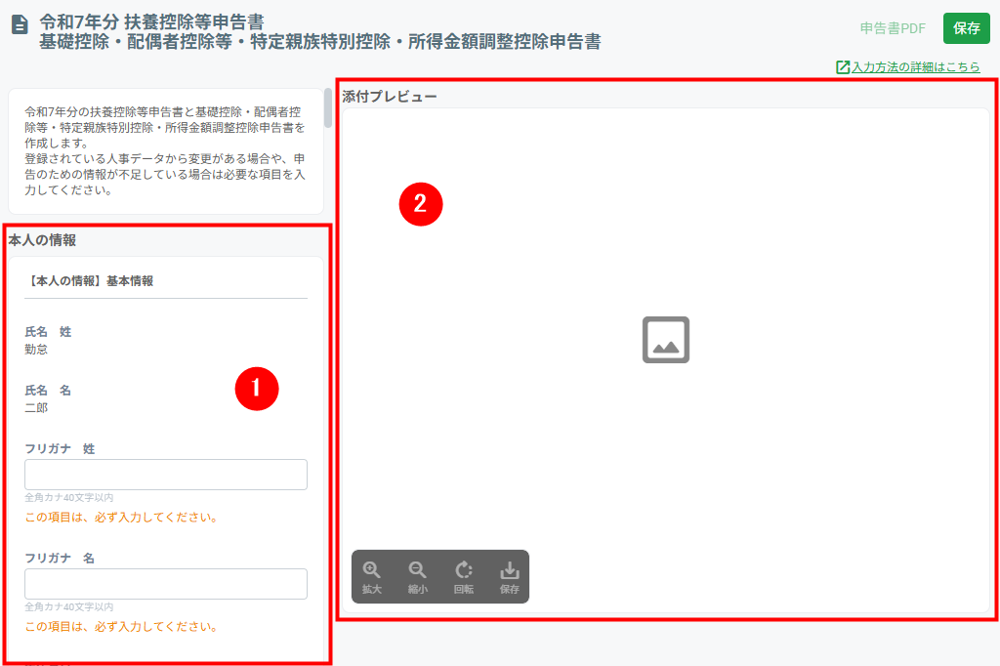 令和7年分 扶養控除等申告書
基礎控除・配偶者控除等・特定親族特別控除・所得金額調整控除申告書
申告書PDF
保存
入力方法の詳細はこちら
令和7年分の扶養控除等申告書と基礎控除・配偶者控
除等・特定親族特別控除・所得金額調整控除申告書を
作成します。
登録されている人事データから変更がある場合や、申
告のための情報が不足している場合は必要な項目を入
力してください。
本人の情報
【本人の情報】基本情報
氏名　姓
勤怠
氏名　名
二郎
1
フリガナ　姓
全角カナ40文字以内
この項目は、必ず入力してください。
フリガナ　名
全角カナ40文字以内
この項目は、必ず入力してください。
添付プレビュー
2
拡大
縮小
回転
保存